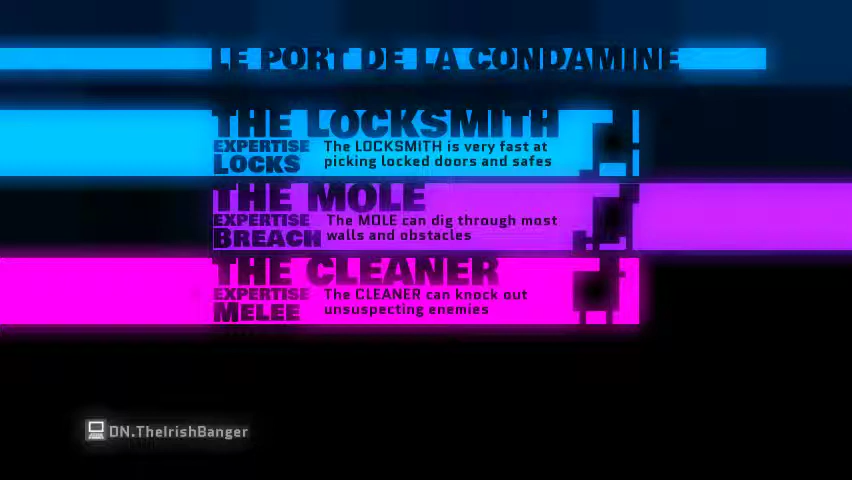 LE PORT DE LA CONDAMINE
THE LOCKSMITH
EXPERTISE
LOCKS
The LOCKSMITH is very fast at
picking locked doors and safes
THE MOLE
EXPERTISE
BREACH
The MOLE can dig through most
walls and obstacles
THE CLEANER
EXPERTISE
MELEE
The CLEANER can knock out
unsuspecting enemies
DN.TheIrishBanger